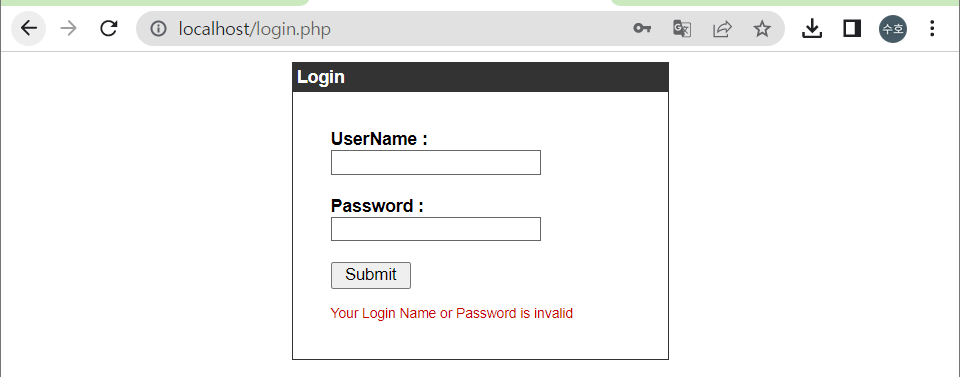 localhost/login.php
수호
Login
UserName :
Password :
Submit
Your Login Name or Password is invalid